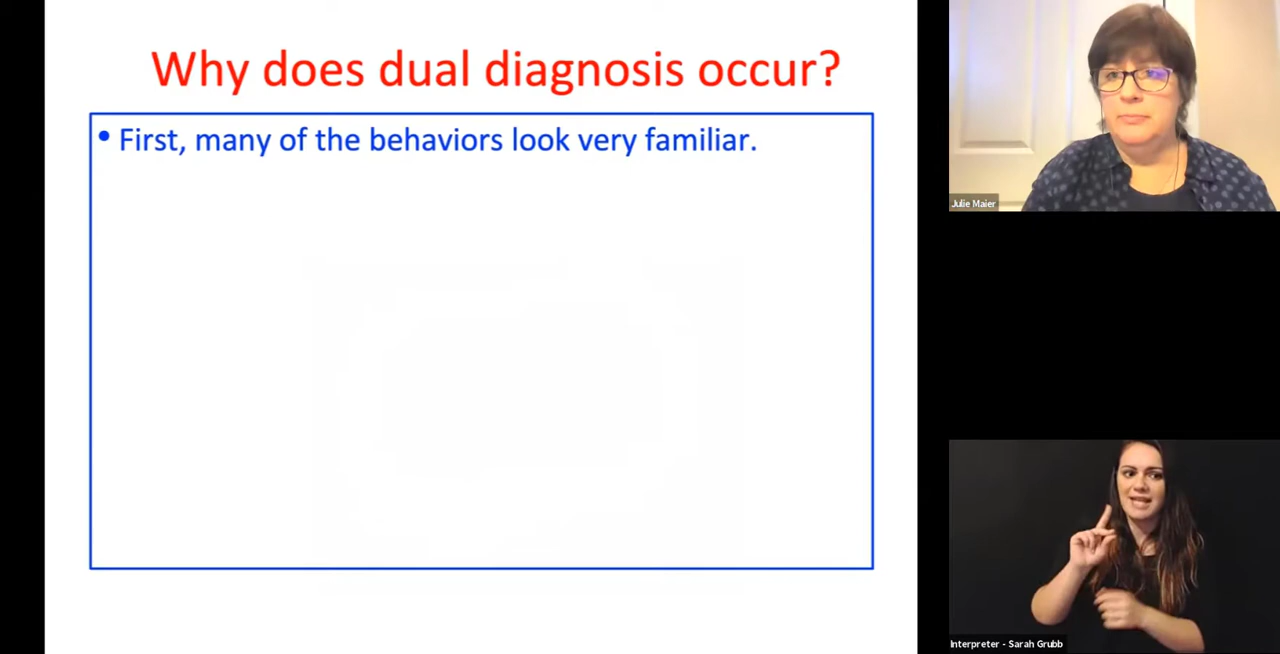 Why does dual diagnosis occur?
• First, many of the behaviors look very familiar.
Julie Maier
Interpreter - Sarah Grubb